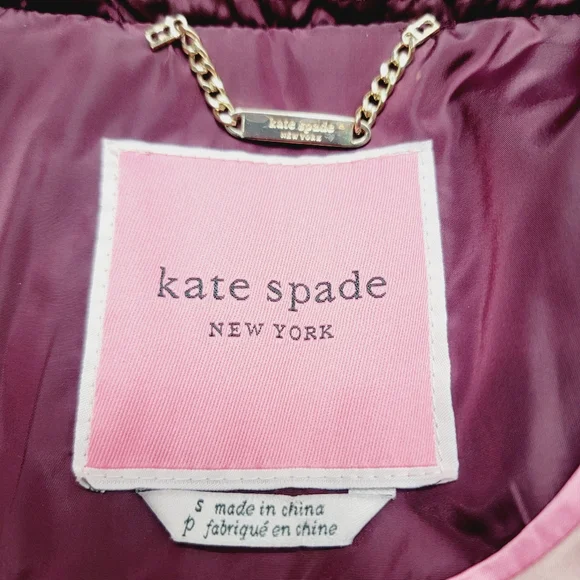 kate spade
NEW YORK
kate spade
NEW YORK
s made in china
p fabriqué en chine